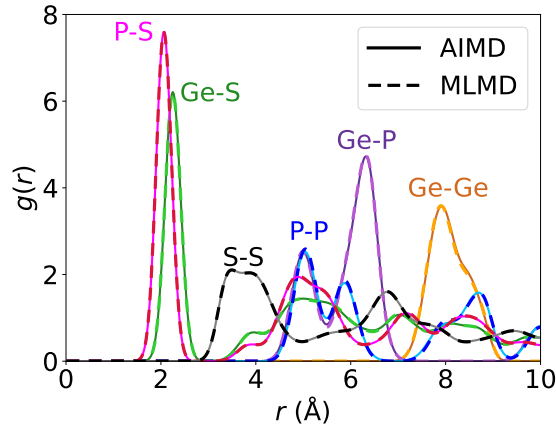 8
P-S
AIMD
MLMD
6
Ge-S
Ge-P
4
Ge-Ge
g(r)
P-P
S-S
2
0
0 2 4 6 8 10
r (Å)